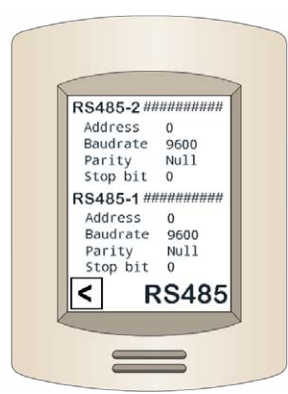 RS485-2 ##########
Address 0
Baudrate 9600
Parity Null
Stop bit 0
RS485-1 ##########
Address 0
Baudrate 9600
Parity Null
Stop bit 0
< RS485